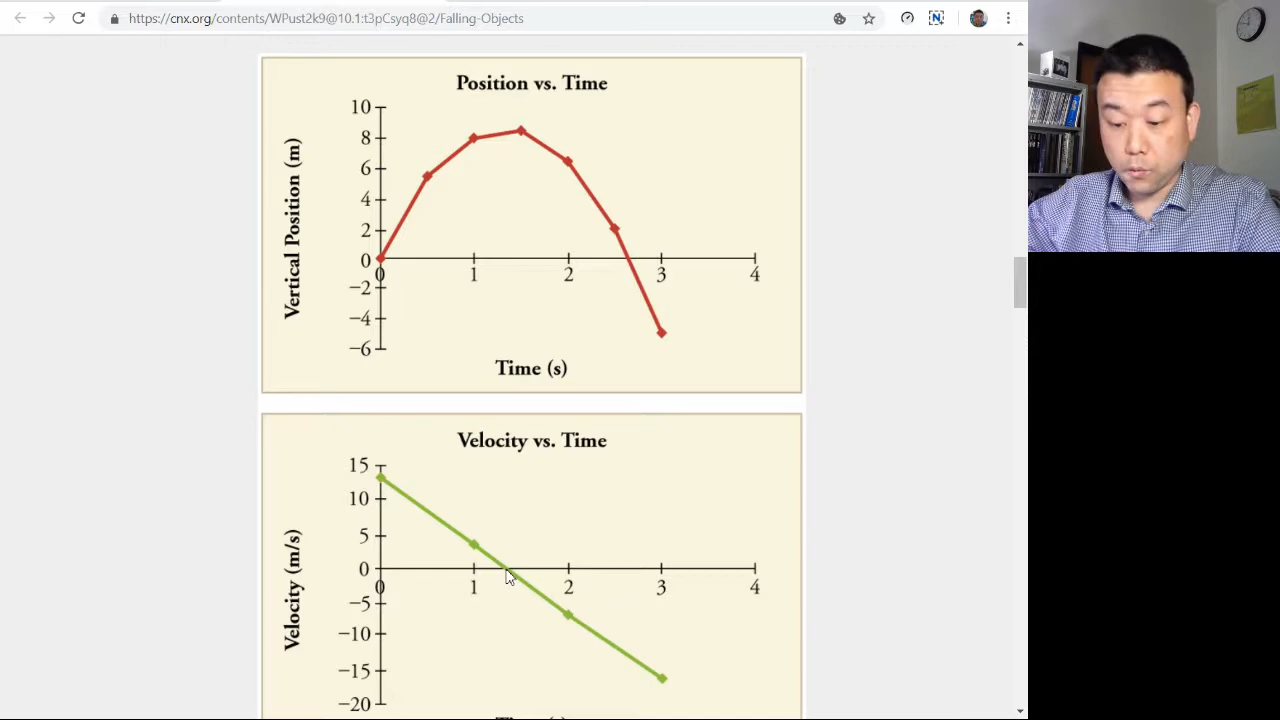 https://cnx.org/contents/WPust2k9@10.1:t3pCsyq8@2/Falling-Objects
Position vs. Time
Vertical Position (m)
10
8
6
4
2
0
−2
−4
−6
0 1 2 3 4
Time (s)
Velocity vs. Time
Velocity (m/s)
15
10
5
0
−5
−10
−15
−20
0 1 2 3 4